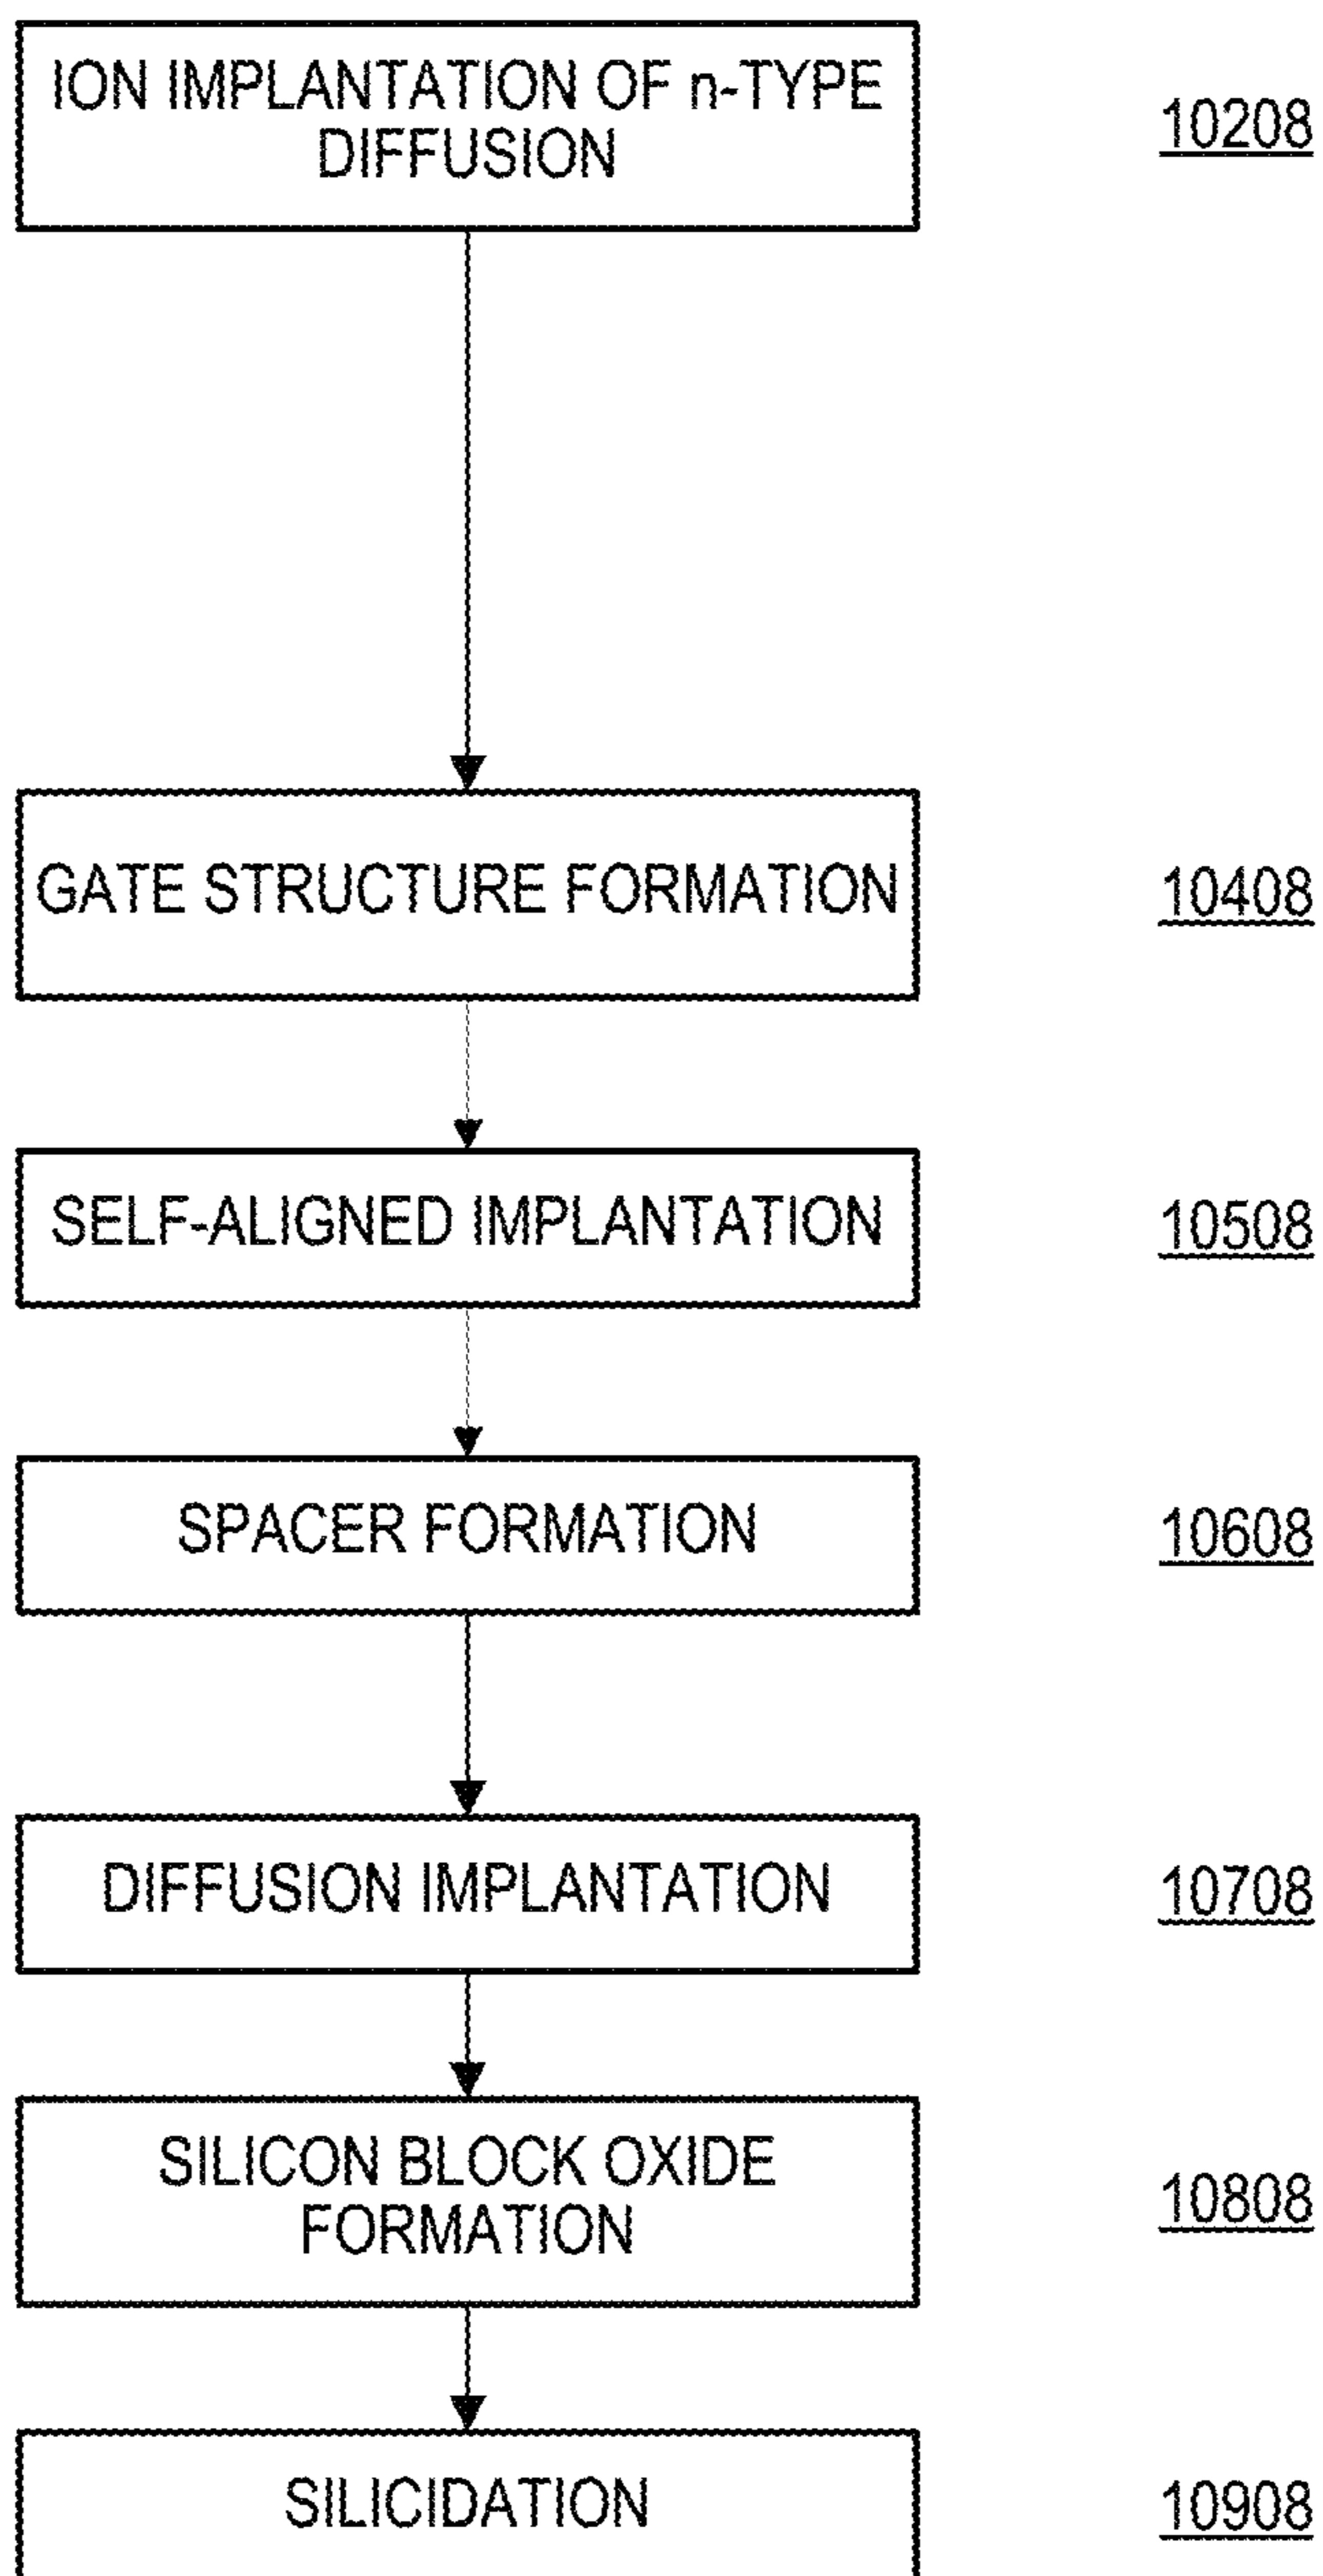 ION IMPLANTATION OF n-TYPE
DIFFUSION
10208
GATE STRUCTURE FORMATION
10408
SELF-ALIGNED IMPLANTATION
10508
SPACER FORMATION
10608
DIFFUSION IMPLANTATION
10708
SILICON BLOCK OXIDE
FORMATION
10808
SILICIDATION
10908